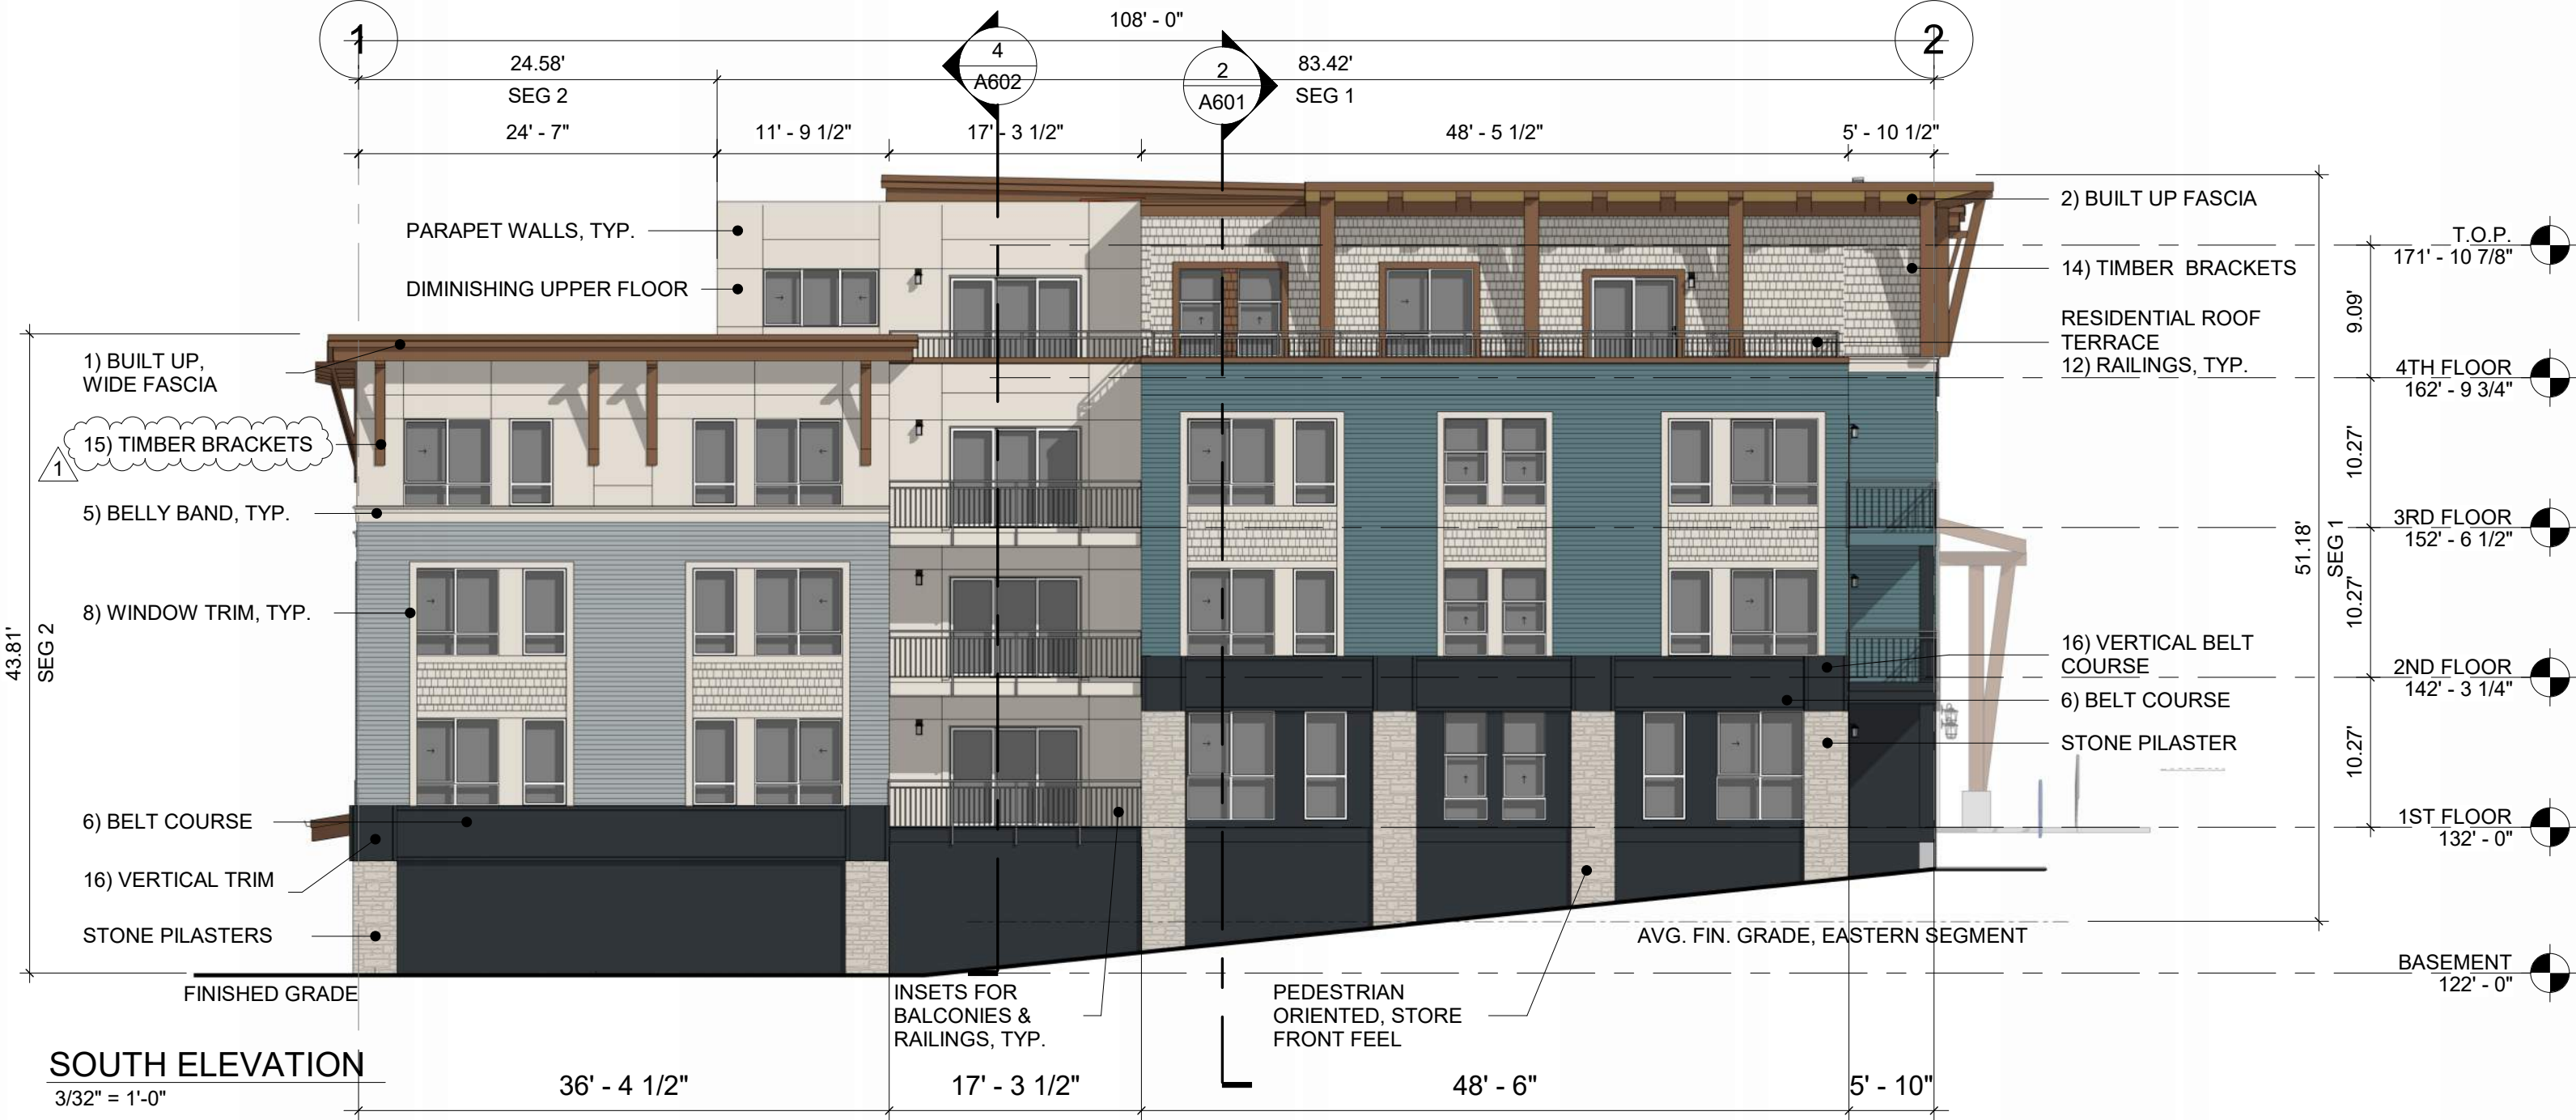 1
4
A602
108' - 0"
2
A601
2
24.58'
SEG 2
83.42'
SEG 1
24' - 7"
11' - 9 1/2"
17' - 3 1/2"
48' - 5 1/2"
5' - 10 1/2"
PARAPET WALLS, TYP.
DIMINISHING UPPER FLOOR
1) BUILT UP,
WIDE FASCIA
15) TIMBER BRACKETS
1
5) BELLY BAND, TYP.
8) WINDOW TRIM, TYP.
43.81'
SEG 2
6) BELT COURSE
16) VERTICAL TRIM
STONE PILASTERS
FINISHED GRADE
2) BUILT UP FASCIA
14) TIMBER BRACKETS
RESIDENTIAL ROOF
TERRACE
12) RAILINGS, TYP.
16) VERTICAL BELT
COURSE
6) BELT COURSE
STONE PILASTER
51.18'
SEG 1
9.09'
10.27'
10.27'
10.27'
T.O.P.
171' - 10 7/8"
4TH FLOOR
162' - 9 3/4"
3RD FLOOR
152' - 6 1/2"
2ND FLOOR
142' - 3 1/4"
1ST FLOOR
132' - 0"
BASEMENT
122' - 0"
AVG. FIN. GRADE, EASTERN SEGMENT
INSETS FOR
BALCONIES &
RAILINGS, TYP.
PEDESTRIAN
ORIENTED, STORE
FRONT FEEL
SOUTH ELEVATION
3/32" = 1'-0"
36' - 4 1/2"
17' - 3 1/2"
48' - 6"
5' - 10"